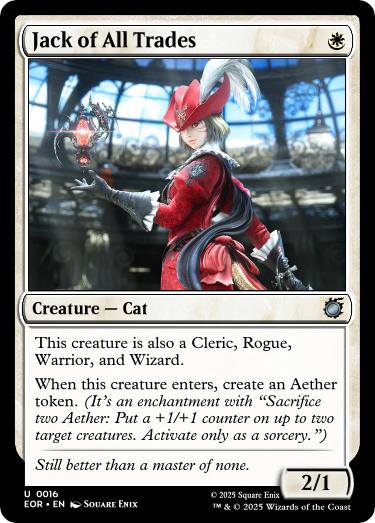 Jack of All Trades
Creature — Cat
This creature is also a Cleric, Rogue,
Warrior, and Wizard.
When this creature enters, create an Aether
token. (It's an enchantment with “Sacrifice
two Aether: Put a +1/+1 counter on up to two
target creatures. Activate only as a sorcery.”)
Still better than a master of none.
2/1
U 0016
EOR • EN SQUARE ENIX
© 2025 Square Enix
™ & © 2025 Wizards of the Coast